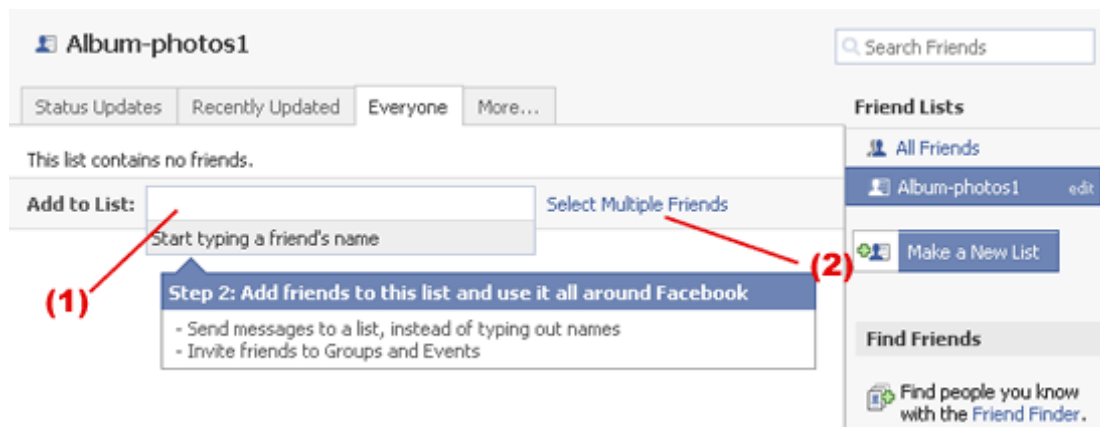 Album-photos1
Search Friends
Status Updates Recently Updated Everyone More...
This list contains no friends.
Add to List: Select Multiple Friends
Start typing a friend's name
(1)
(2)
Step 2: Add friends to this list and use it all around Facebook
- Send messages to a list, instead of typing out names
- Invite friends to Groups and Events
Friend Lists
All Friends
Album-photos1 edit
Make a New List
Find Friends
Find people you know
with the Friend Finder.